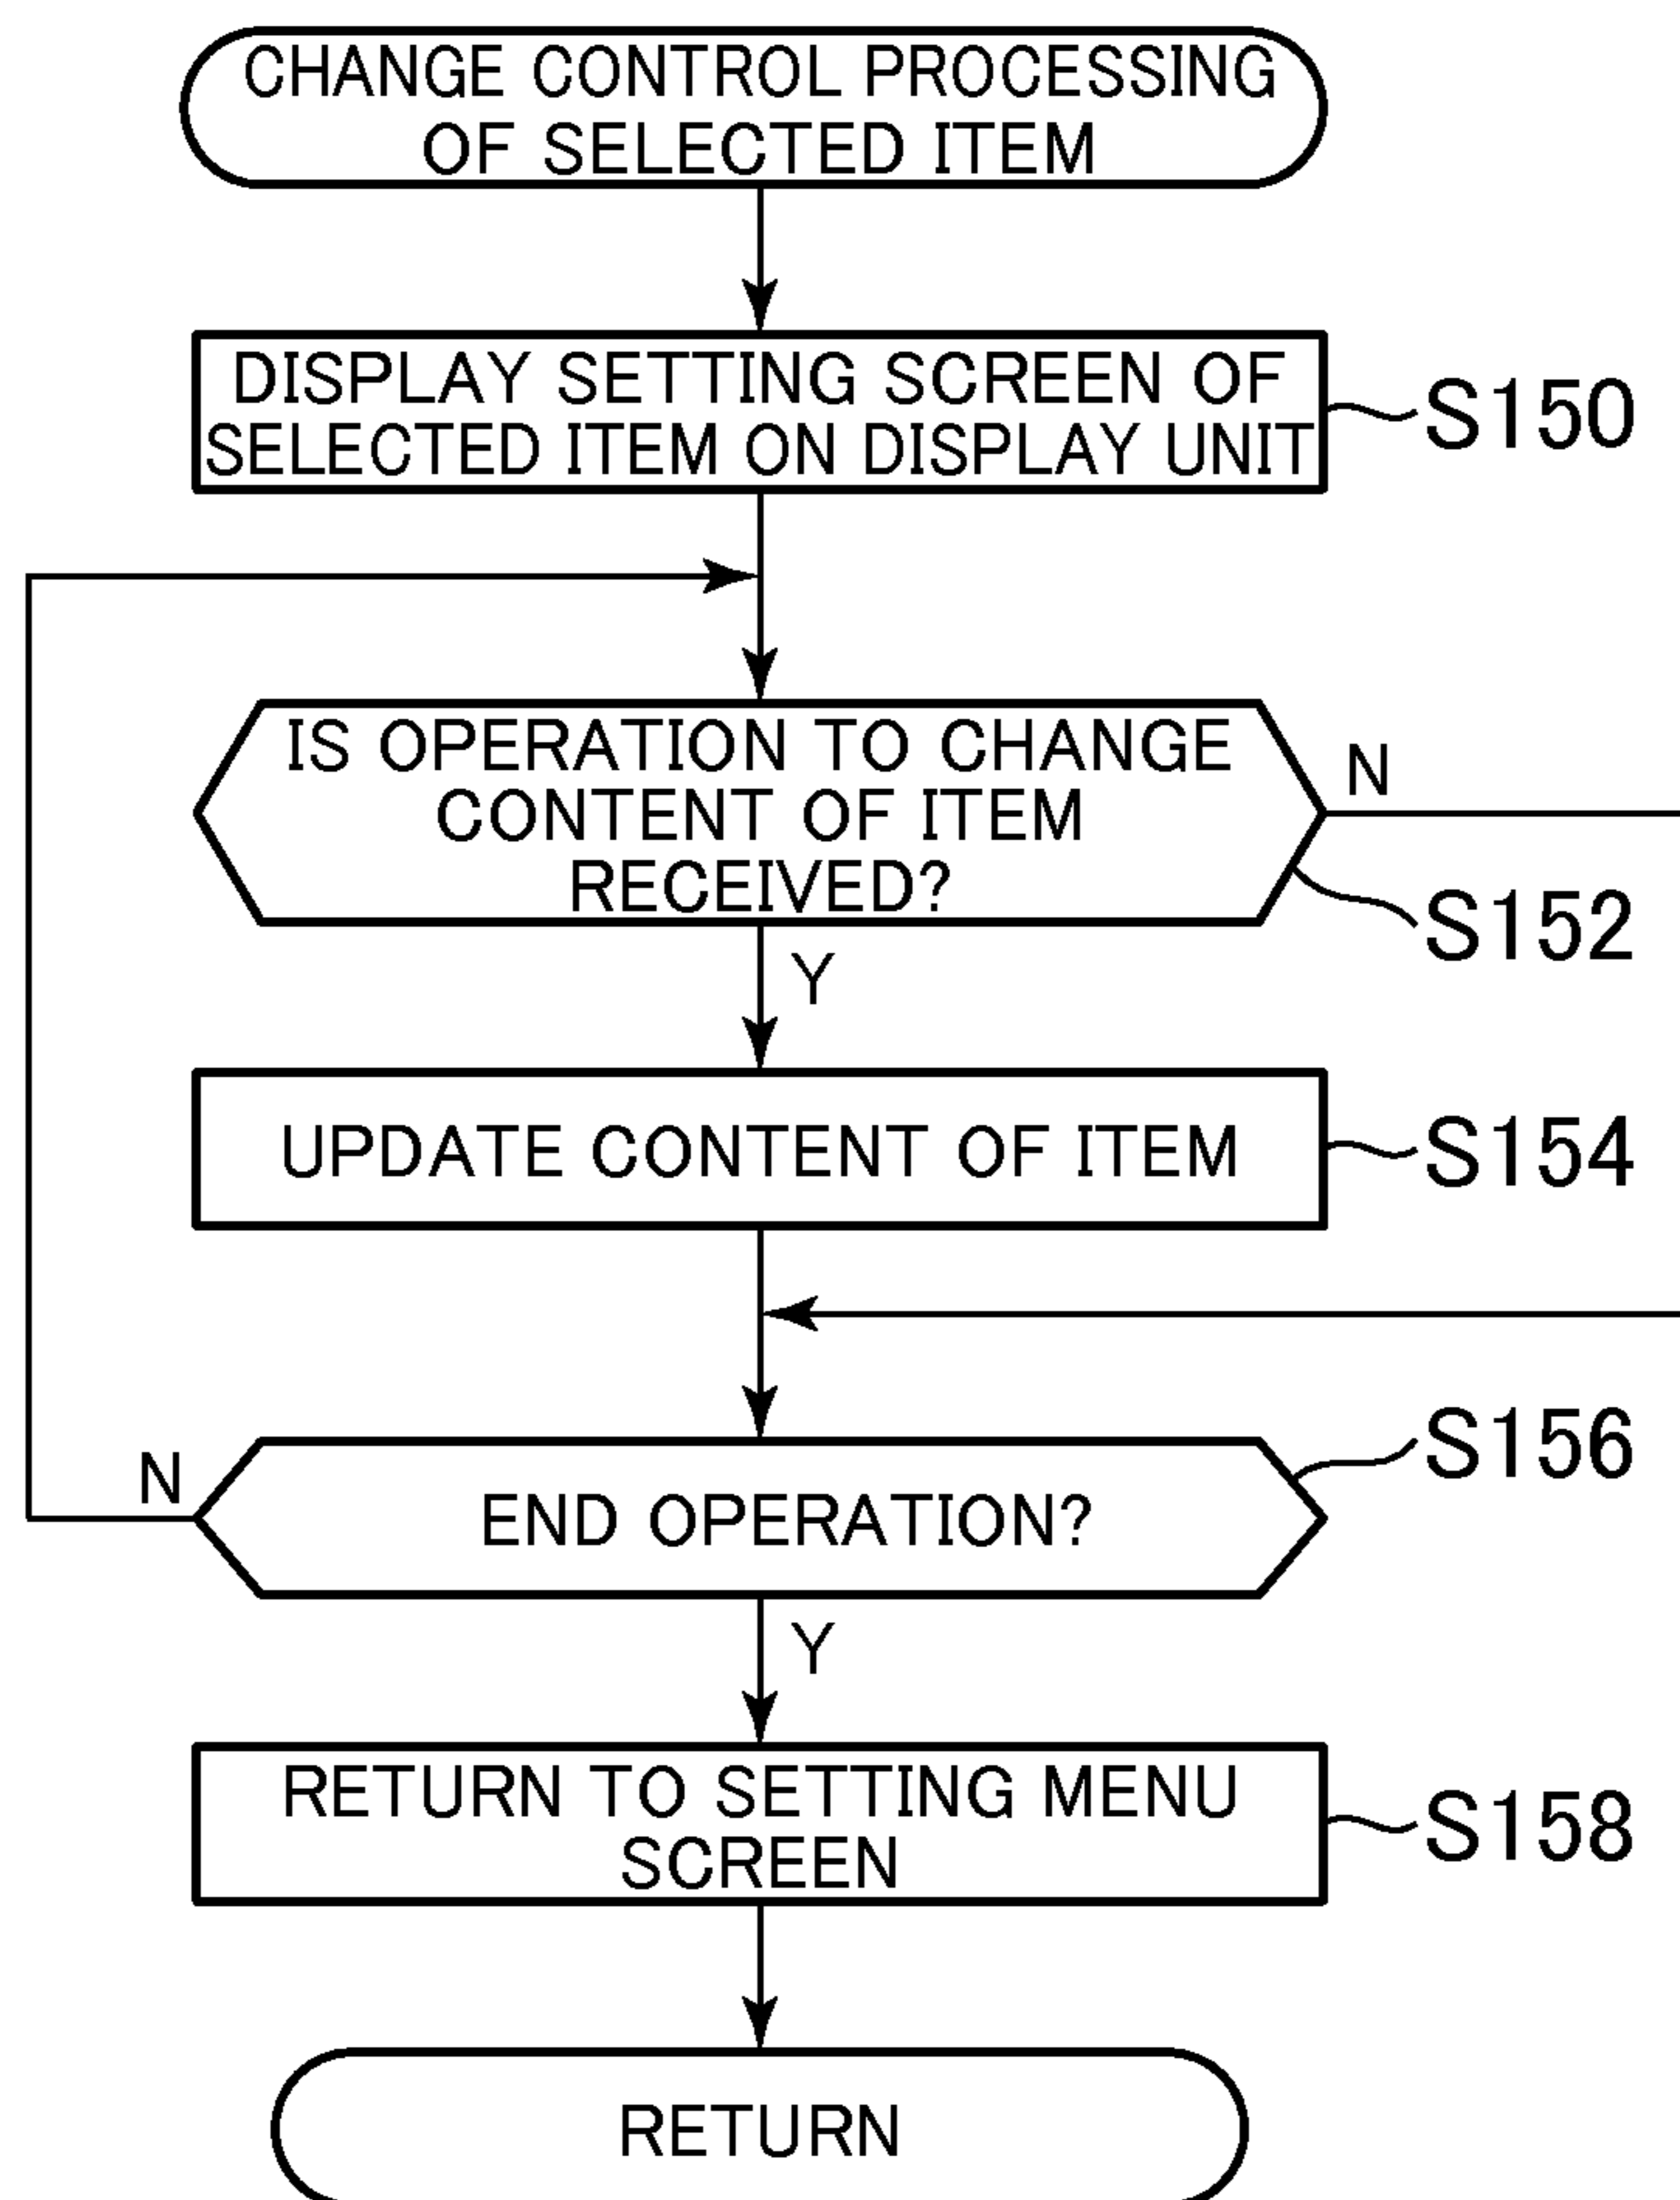 CHANGE CONTROL PROCESSING
OF SELECTED ITEM
DISPLAY SETTING SCREEN OF
SELECTED ITEM ON DISPLAY UNIT
S150
IS OPERATION TO CHANGE
CONTENT OF ITEM
RECEIVED?
N
S152
Y
UPDATE CONTENT OF ITEM
S154
S156
N
END OPERATION?
Y
RETURN TO SETTING MENU
SCREEN
S158
RETURN